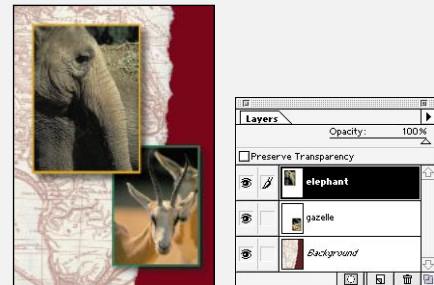 Layers
Opacity: 100%
Preserve Transparency
elephant
gazelle
Background